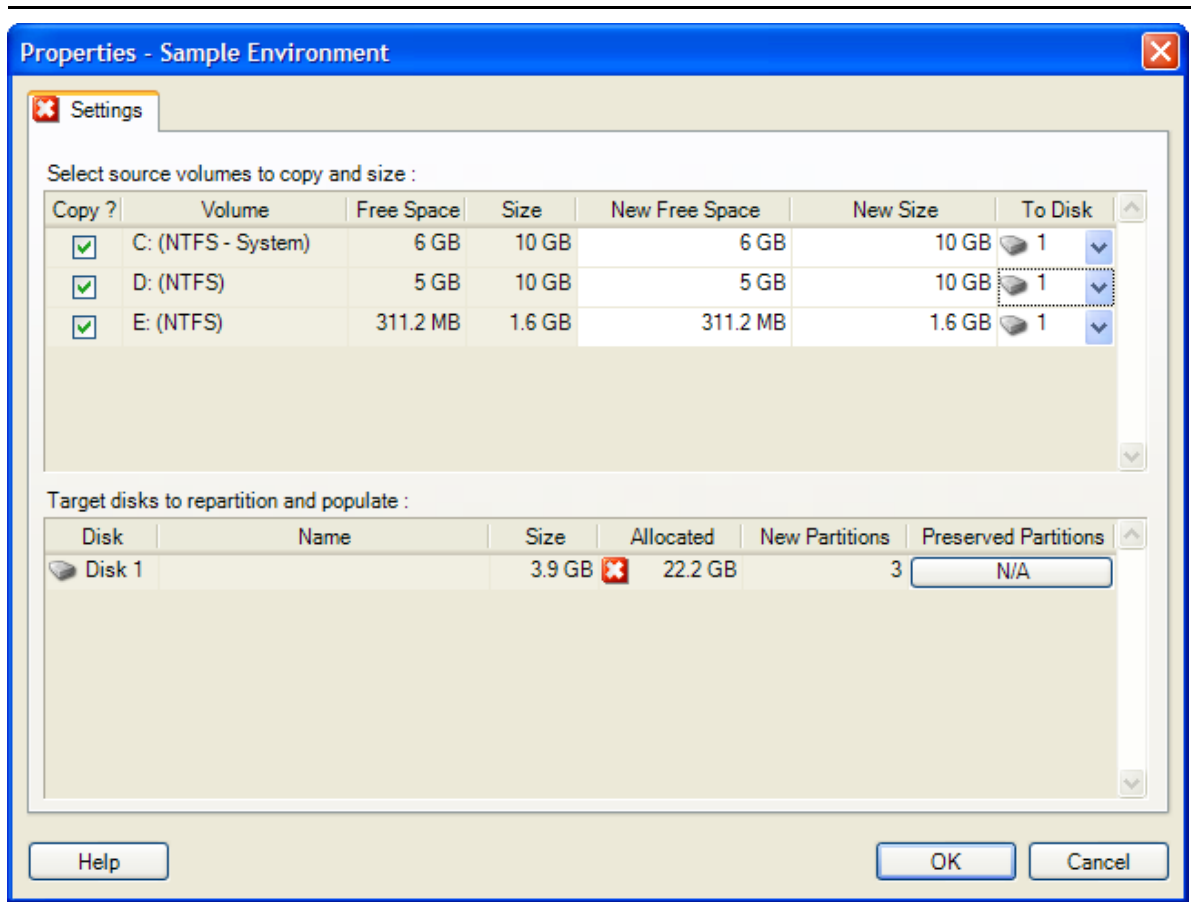 Properties - Sample Environment
Settings
Select source volumes to copy and size :
Copy ? Volume Free Space Size New Free Space New Size To Disk
C: (NTFS - System) 6 GB 10 GB 6 GB 10 GB 1
D: (NTFS) 5 GB 10 GB 5 GB 10 GB 1
E: (NTFS) 311.2 MB 1.6 GB 311.2 MB 1.6 GB 1
Target disks to repartition and populate :
Disk Name Size Allocated New Partitions Preserved Partitions
Disk 1 3.9 GB 22.2 GB 3 N/A
Help OK Cancel